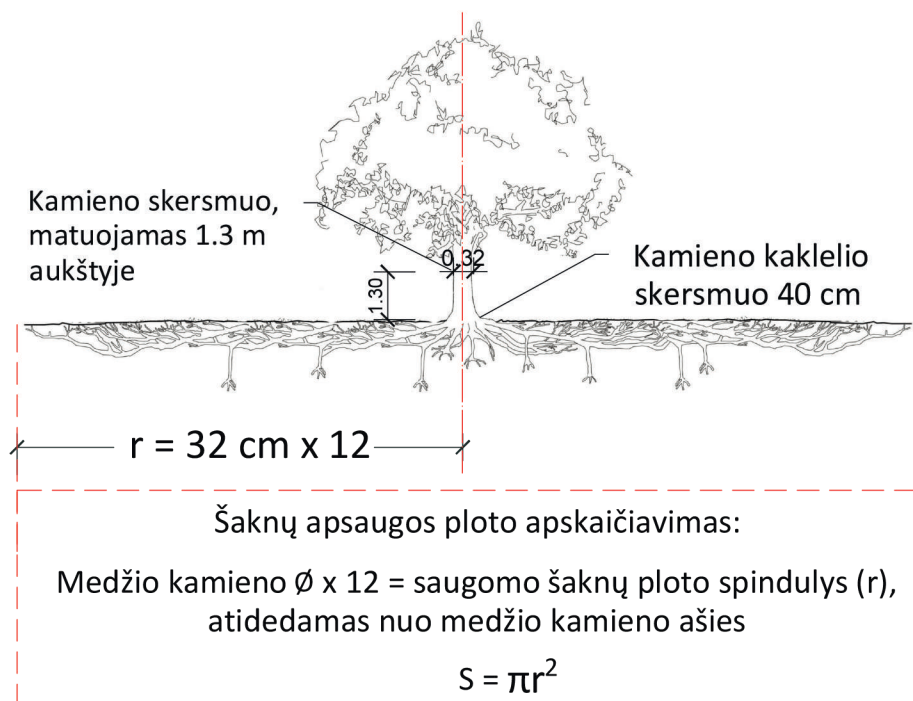 Kamieno skersmuo,
matuojamas 1.3 m
aukštyje
0,32
1.30
Kamieno kaklelio
skersmuo 40 cm
r = 32 cm x 12
Šaknų apsaugos ploto apskaičiavimas:
Medžio kamieno Ø x 12 = saugomo šaknų ploto spindulys (r),
atidedamas nuo medžio kamieno ašies
S = πr²